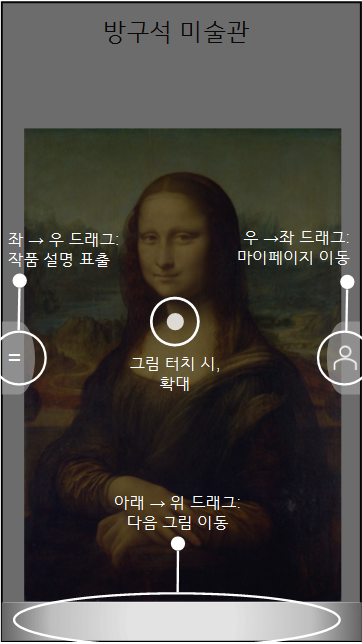 방구석 미술관
좌 → 우 드래그:
작품 설명 표출
우 →좌 드래그:
마이페이지 이동
그림 터치 시,
확대
아래 → 위 드래그:
다음 그림 이동